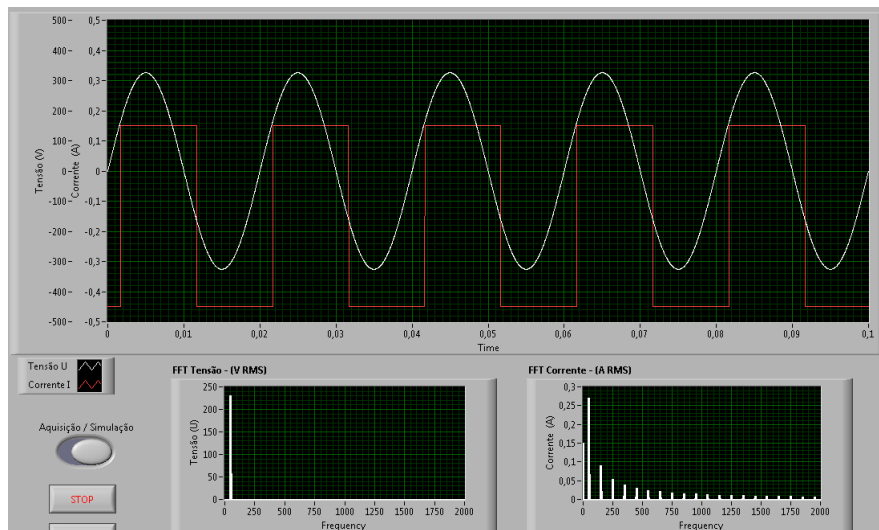 500- 0,5-
400- 0,4-
300- 0,3-
200- 0,2-
100- 0,1-
0- 0-
-100- -0,1-
-200- -0,2-
-300- -0,3-
-400- -0,4-
-500- -0,5-
Tensão (V)
Corrente (A)
0 0,01 0,02 0,03 0,04 0,05 0,06 0,07 0,08 0,09 0,1
Time
Tensão U
Corrente I
Aquisição / Simulação
STOP
FFT Tensão - (V RMS)
250-
200-
150-
100-
50-
0-
Tensão (U)
0 250 500 750 1000 1250 1500 1750 2000
Frequency
FFT Corrente - (A RMS)
0,3-
0,25-
0,2-
0,15-
0,1-
0,05-
0-
Corrente (A)
0 250 500 750 1000 1250 1500 1750 2000
Frequency